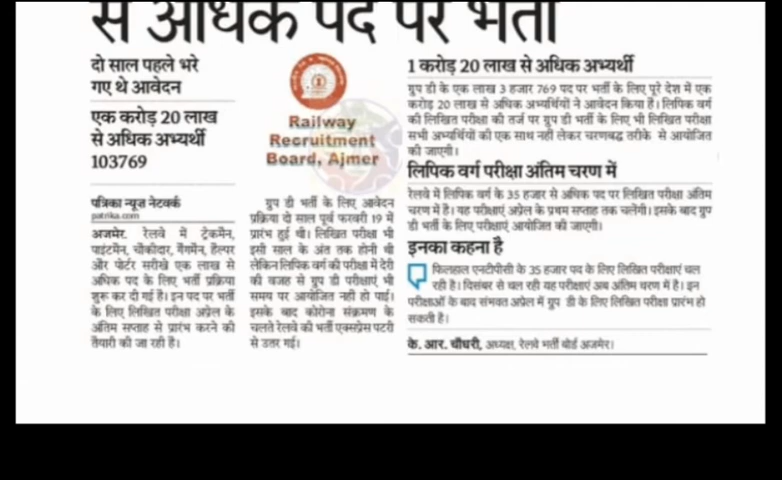 से अधिक पद पर भर्ती
दो साल पहले भरे
गए थे आवेदन
एक करोड़ 20 लाख
से अधिक अभ्यर्थी
103769
पत्रिका न्यूज नेटवर्क
patrika.com
अजमेर. रेलवे में ट्रैकमैन,
पाइंटमैन, चौकीदार, गैंगमैन, हैल्पर
और पोर्टर सरीखे एक लाख से
अधिक पद के लिए भर्ती प्रक्रिया
शुरू कर दी गई है। इन पद पर भर्ती
के लिए लिखित परीक्षा अप्रेल के
अंतिम सप्ताह से प्रारंभ करने की
तैयारी की जा रही है।
Railway
Recruitment
Board, Ajmer
ग्रुप डी भर्ती के लिए आवेदन
प्रक्रिया दो साल पूर्व फरवरी 19 में
प्रारंभ हुई थी। लिखित परीक्षा भी
इसी साल के अंत तक होनी थी
लेकिन लिपिक वर्ग की परीक्षा में देरी
की वजह से ग्रुप डी परीक्षाएं भी
समय पर आयोजित नहीं हो पाई।
इसके बाद कोरोना संक्रमण के
चलते रेलवे की भर्ती एक्सप्रेस पटरी
से उतर गई।
1 करोड़ 20 लाख से अधिक अभ्यर्थी
ग्रुप डी के एक लाख 3 हजार 769 पद पर भर्ती के लिए पूरे देश में एक
करोड़ 20 लाख से अधिक अभ्यर्थियों ने आवेदन किया है। लिपिक वर्ग
की लिखित परीक्षा की तर्ज पर ग्रुप डी भर्ती के लिए भी लिखित परीक्षा
सभी अभ्यर्थियों की एक साथ नहीं लेकर चरणबद्ध तरीके से आयोजित
की जाएगी।
लिपिक वर्ग परीक्षा अंतिम चरण में
रेलवे में लिपिक वर्ग के 35 हजार से अधिक पद पर लिखित परीक्षा अंतिम
चरण में है। यह परीक्षाएं अप्रेल के प्रथम सप्ताह तक चलेंगी। इसके बाद ग्रुप
डी भर्ती के लिए परीक्षाएं आयोजित की जाएगी।
इनका कहना है
फिलहाल एनटीपीसी के 35 हजार पद के लिए लिखित परीक्षाएं चल
रही है। दिसंबर से चल रही यह परीक्षाएं अब अंतिम चरण में है। इन
परीक्षाओं के बाद संभवत अप्रेल में ग्रुप डी के लिए लिखित परीक्षा प्रारंभ हो
सकती है।
के. आर. चौधरी, अध्यक्ष, रेलवे भर्ती बोर्ड अजमेर।